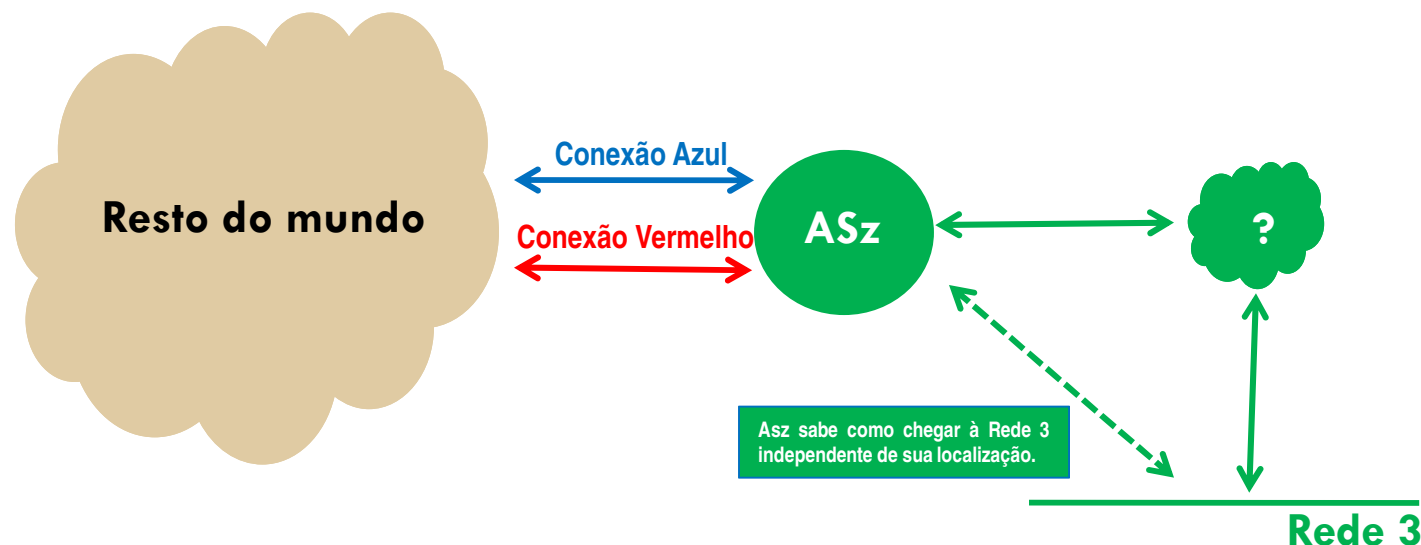 Conexão Azul
Resto do mundo
Conexão Vermelho
ASz
?
Asz sabe como chegar à Rede 3
independente de sua localização.
Rede 3